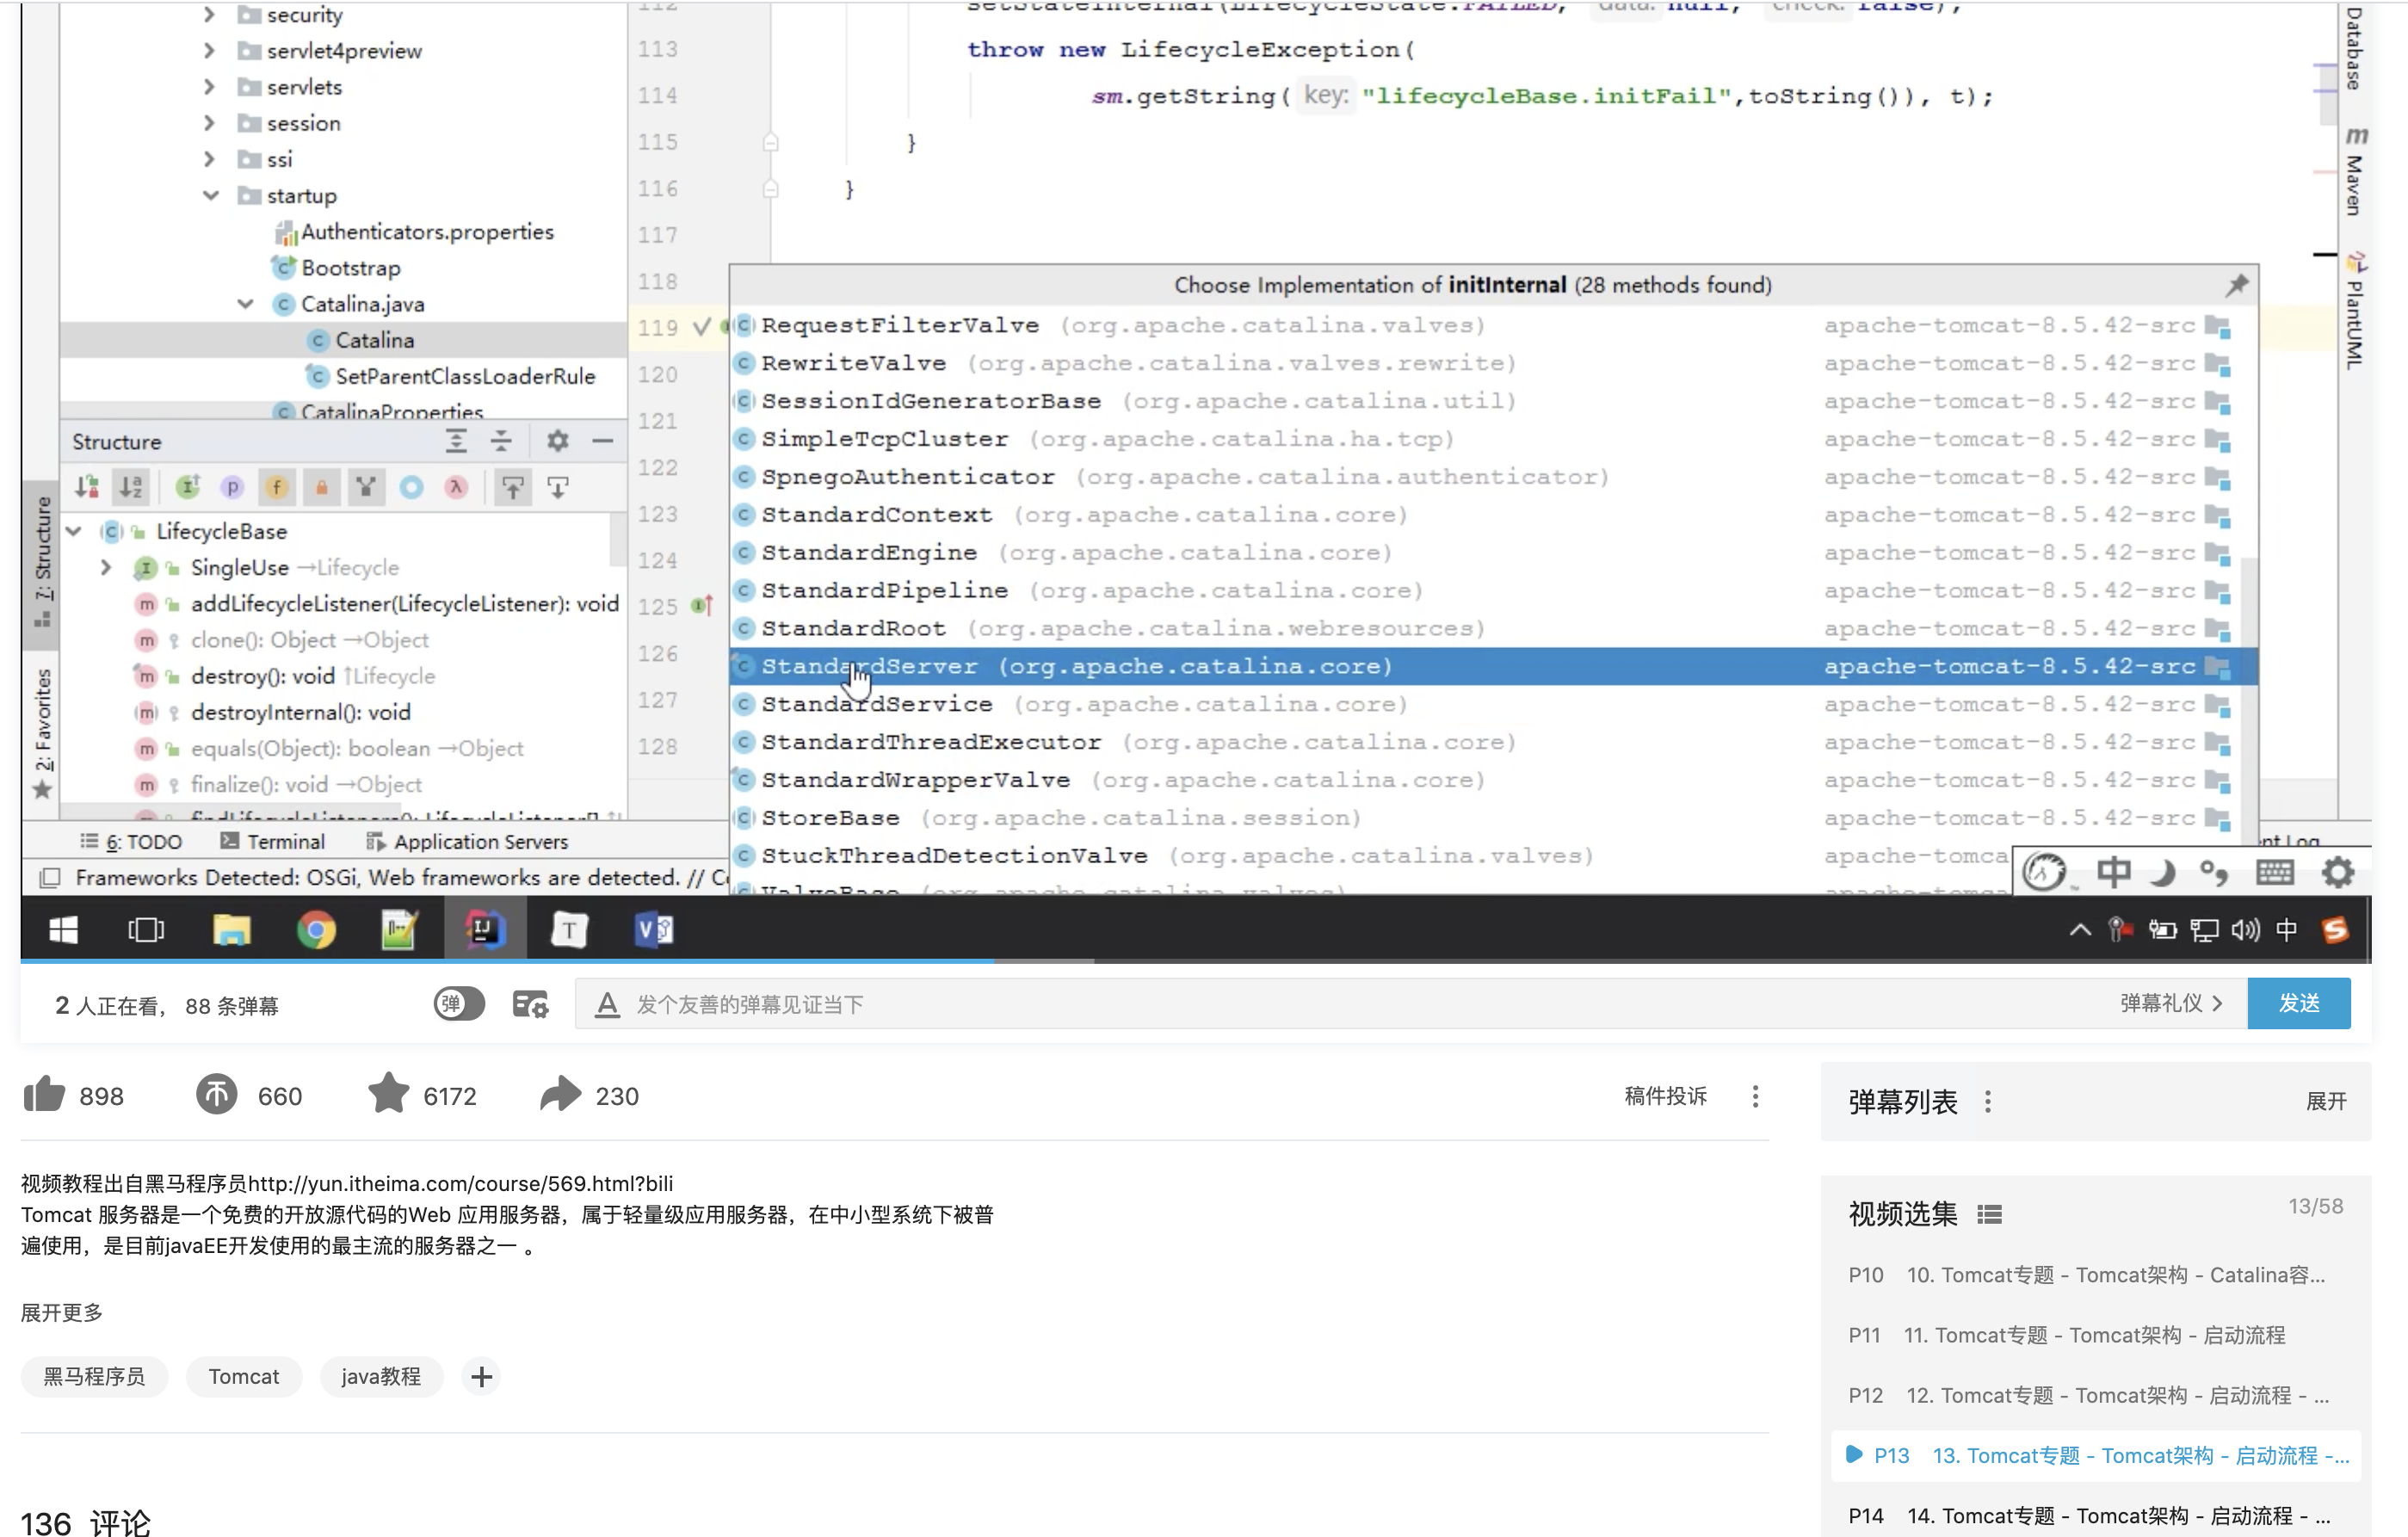 security
servlet4preview
servlets
session
ssi
startup
Authenticators.properties
Bootstrap
Catalina.java
Catalina
SetParentClassLoaderRule
CatalinaProperties
113 throw new LifecycleException(
114 sm.getString( key: "lifecycleBase.initFail",toString()), t);
115 }
116 }
117
118
119
120
121
122
123
124
125
126
127
128
Database
Maven
PlantUML
Choose Implementation of initInternal (28 methods found)
RequestFilterValve (org.apache.catalina.valves) apache-tomcat-8.5.42-src
RewriteValve (org.apache.catalina.valves.rewrite) apache-tomcat-8.5.42-src
SessionIdGeneratorBase (org.apache.catalina.util) apache-tomcat-8.5.42-src
SimpleTcpCluster (org.apache.catalina.ha.tcp) apache-tomcat-8.5.42-src
SpnegoAuthenticator (org.apache.catalina.authenticator) apache-tomcat-8.5.42-src
StandardContext (org.apache.catalina.core) apache-tomcat-8.5.42-src
StandardEngine (org.apache.catalina.core) apache-tomcat-8.5.42-src
StandardPipeline (org.apache.catalina.core) apache-tomcat-8.5.42-src
StandardRoot (org.apache.catalina.webresources) apache-tomcat-8.5.42-src
StandardServer (org.apache.catalina.core) apache-tomcat-8.5.42-src
StandardService (org.apache.catalina.core) apache-tomcat-8.5.42-src
StandardThreadExecutor (org.apache.catalina.core) apache-tomcat-8.5.42-src
StandardWrapperValve (org.apache.catalina.core) apache-tomcat-8.5.42-src
StoreBase (org.apache.catalina.session) apache-tomcat-8.5.42-src
StuckThreadDetectionValve (org.apache.catalina.valves) apache-tomca
Structure
7: Structure
2: Favorites
LifecycleBase
SingleUse →Lifecycle
addLifecycleListener(LifecycleListener): void
clone(): Object →Object
destroy(): void ↑Lifecycle
destroyInternal(): void
equals(Object): boolean →Object
finalize(): void →Object
6: TODO Terminal Application Servers
Frameworks Detected: OSGi, Web frameworks are detected. // C
中
中
2 人正在看， 88 条弹幕
弹
发个友善的弹幕见证当下
弹幕礼仪 >
发送
898 660 6172 230
稿件投诉
视频教程出自黑马程序员http://yun.itheima.com/course/569.html?bili
Tomcat 服务器是一个免费的开放源代码的Web 应用服务器，属于轻量级应用服务器，在中小型系统下被普
遍使用，是目前javaEE开发使用的最主流的服务器之一 。
展开更多
黑马程序员 Tomcat java教程 +
136 评论
弹幕列表 展开
视频选集 13/58
P10 10. Tomcat专题 - Tomcat架构 - Catalina容...
P11 11. Tomcat专题 - Tomcat架构 - 启动流程
P12 12. Tomcat专题 - Tomcat架构 - 启动流程 - ...
P13 13. Tomcat专题 - Tomcat架构 - 启动流程 -...
P14 14. Tomcat专题 - Tomcat架构 - 启动流程 - ...